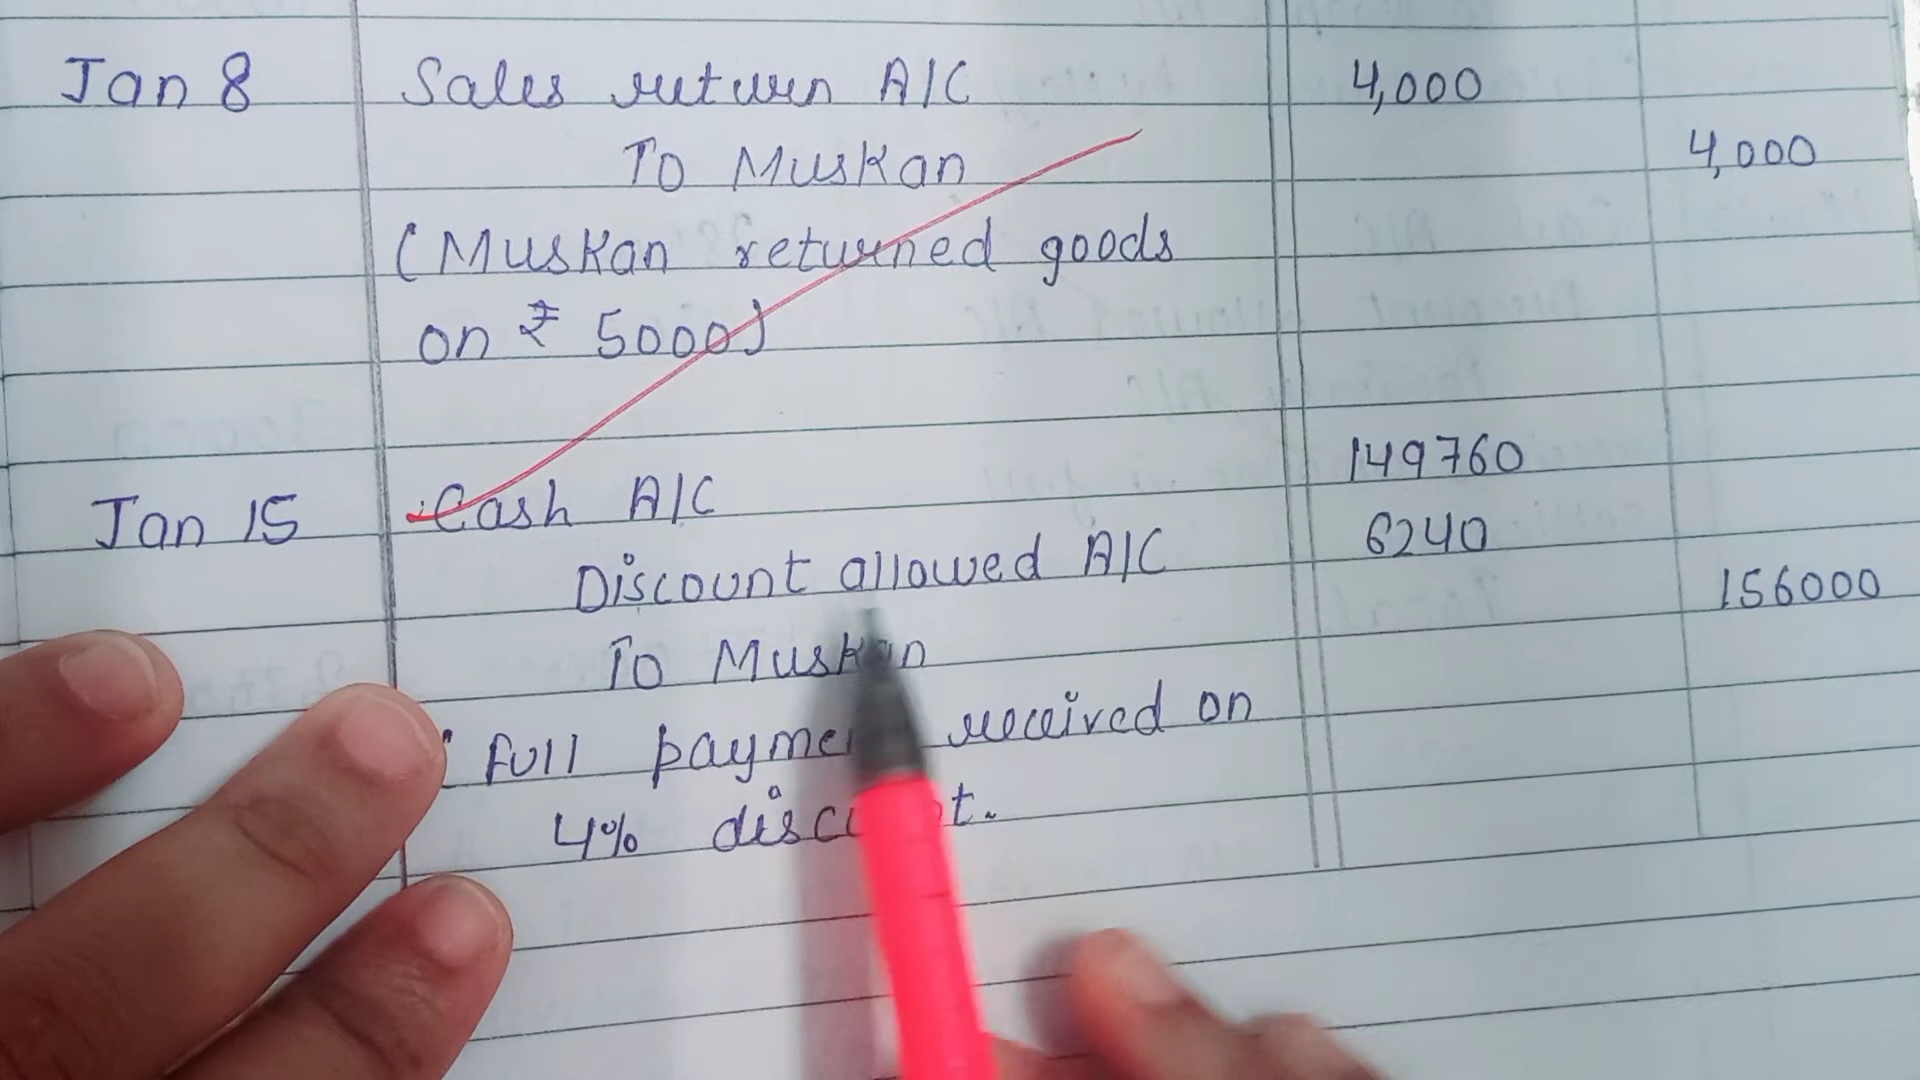 Jan 8 Sales return A/C 4,000
To Muskan 4,000
(Muskan returned goods
on ₹ 5000)
Jan 15 Cash A/C 149760
Discount allowed A/C 6240
To Muskan 156000
Full received on
4%